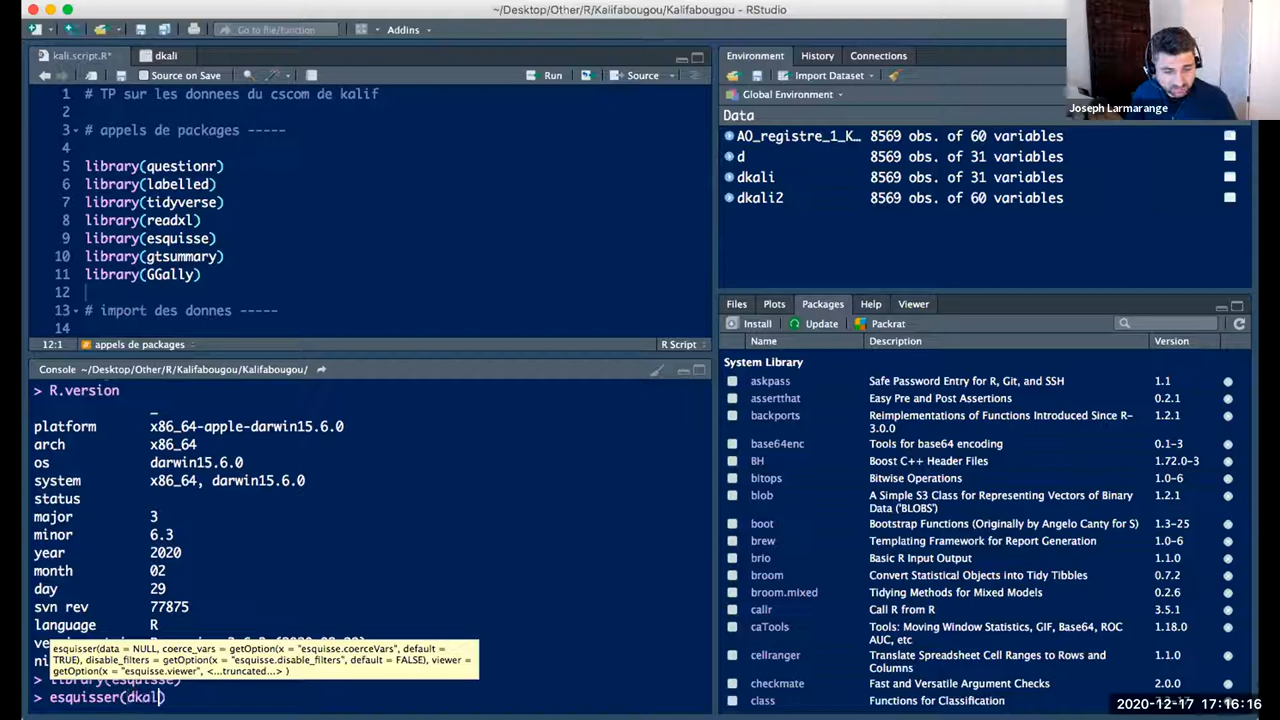 ~/Desktop/Other/R/Kalifabougou/Kalifabougou - RStudio
Go to file/function
Addins
kali.script.R*
dkali
Source on Save
Run
Source
1 # TP sur les donnees du cscom de kalif
2
3 # appels de packages -----
4
5 library(questionr)
6 library(labelled)
7 library(tidyverse)
8 library(readxl)
9 library(esquisse)
10 library(gtsummary)
11 library(GGally)
12
13 # import des donnes -----
14
12:1 appels de packages
R Script
Console ~/Desktop/Other/R/Kalifabougou/Kalifabougou/
> R.version
_
platform x86_64-apple-darwin15.6.0
arch x86_64
os darwin15.6.0
system x86_64, darwin15.6.0
status
major 3
minor 6.3
year 2020
month 02
day 29
svn rev 77875
language R
esquisser(data = NULL, coerce_vars = getOption(x = "esquisse.coerceVars", default =
TRUE), disable_filters = getOption(x = "esquisse.disable_filters", default = FALSE), viewer =
getOption(x = "esquisse.viewer", <...truncated...> )
> library(esquisse)
> esquisser(dkal)
Environment
History
Connections
Import Dataset
Global Environment
Data
AO_registre_1_K… 8569 obs. of 60 variables
d 8569 obs. of 31 variables
dkali 8569 obs. of 31 variables
dkali2 8569 obs. of 60 variables
Files
Plots
Packages
Help
Viewer
Install
Update
Packrat
Name Description Version
System Library
askpass Safe Password Entry for R, Git, and SSH 1.1
assertthat Easy Pre and Post Assertions 0.2.1
backports Reimplementations of Functions Introduced Since R- 1.2.1
3.0.0
base64enc Tools for base64 encoding 0.1-3
BH Boost C++ Header Files 1.72.0-3
bitops Bitwise Operations 1.0-6
blob A Simple S3 Class for Representing Vectors of Binary 1.2.1
Data ('BLOBS')
boot Bootstrap Functions (Originally by Angelo Canty for S) 1.3-25
brew Templating Framework for Report Generation 1.0-6
brio Basic R Input Output 1.1.0
broom Convert Statistical Objects into Tidy Tibbles 0.7.2
broom.mixed Tidying Methods for Mixed Models 0.2.6
callr Call R from R 3.5.1
caTools Tools: Moving Window Statistics, GIF, Base64, ROC 1.18.0
AUC, etc
cellranger Translate Spreadsheet Cell Ranges to Rows and 1.1.0
Columns
checkmate Fast and Versatile Argument Checks 2.0.0
class Functions for Classification
Joseph Larmarange
2020-12-17 17:16:16